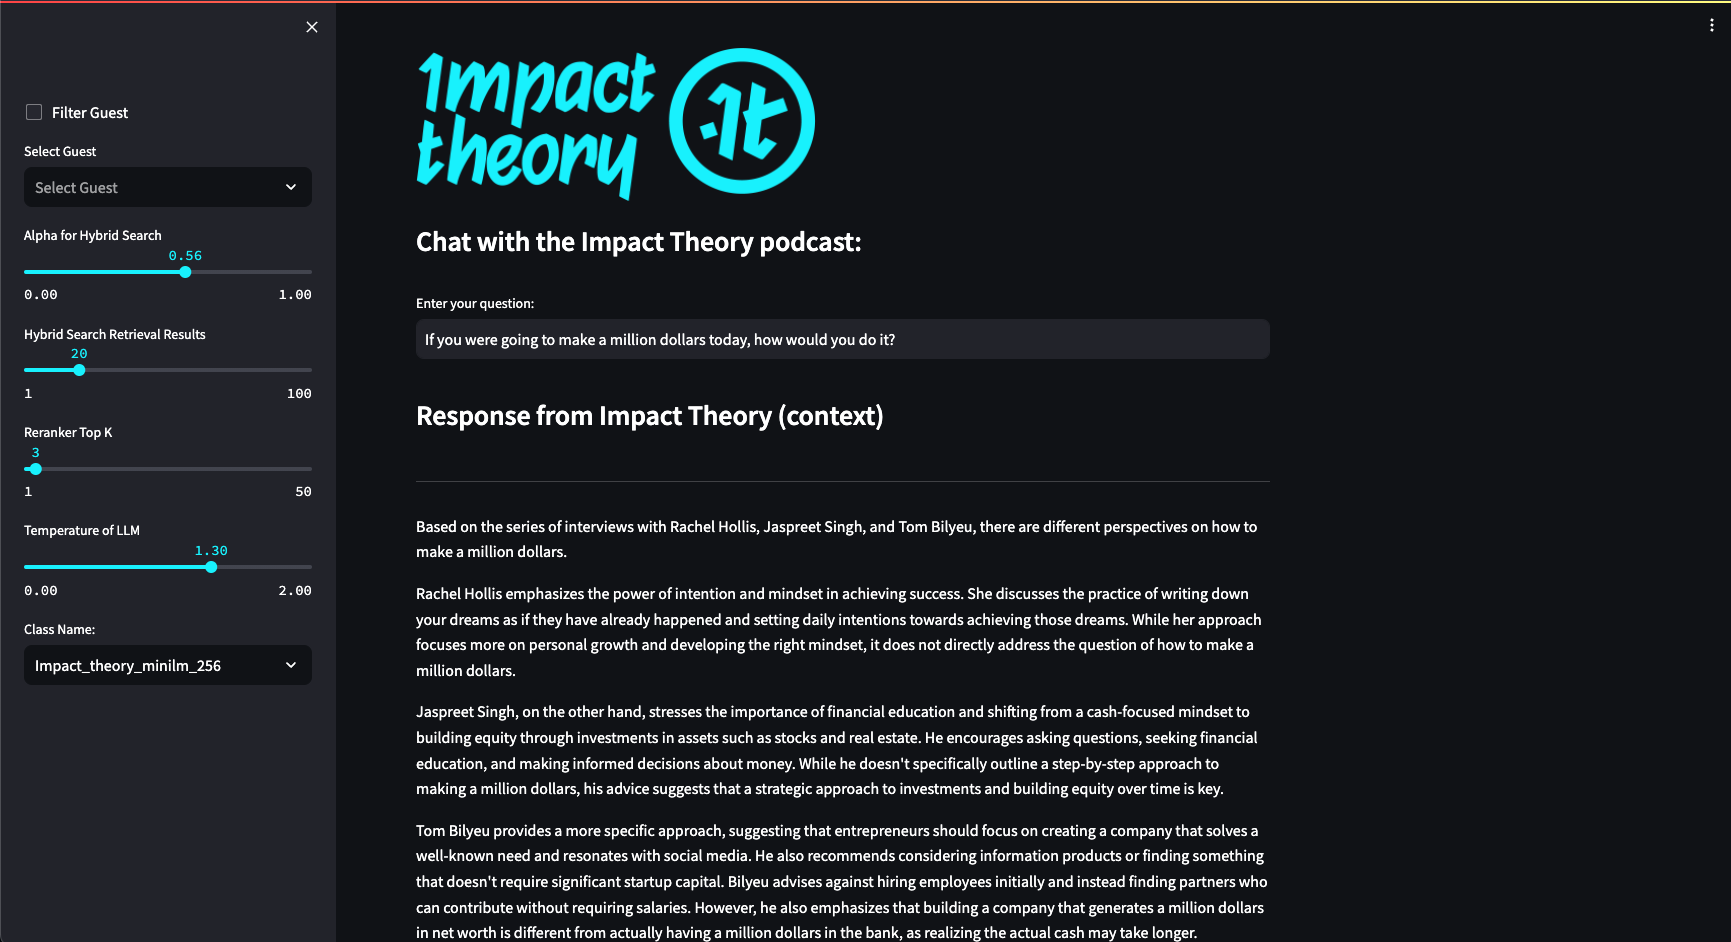 Filter Guest
Select Guest
Select Guest
Alpha for Hybrid Search
0.56
0.00 1.00
Hybrid Search Retrieval Results
20
1 100
Reranker Top K
3
1 50
Temperature of LLM
1.30
0.00 2.00
Class Name:
Impact_theory_minilm_256
1mpact
theory
1t
Chat with the Impact Theory podcast:
Enter your question:
If you were going to make a million dollars today, how would you do it?
Response from Impact Theory (context)
Based on the series of interviews with Rachel Hollis, Jaspreet Singh, and Tom Bilyeu, there are different perspectives on how to
make a million dollars.
Rachel Hollis emphasizes the power of intention and mindset in achieving success. She discusses the practice of writing down
your dreams as if they have already happened and setting daily intentions towards achieving those dreams. While her approach
focuses more on personal growth and developing the right mindset, it does not directly address the question of how to make a
million dollars.
Jaspreet Singh, on the other hand, stresses the importance of financial education and shifting from a cash-focused mindset to
building equity through investments in assets such as stocks and real estate. He encourages asking questions, seeking financial
education, and making informed decisions about money. While he doesn't specifically outline a step-by-step approach to
making a million dollars, his advice suggests that a strategic approach to investments and building equity over time is key.
Tom Bilyeu provides a more specific approach, suggesting that entrepreneurs should focus on creating a company that solves a
well-known need and resonates with social media. He also recommends considering information products or finding something
that doesn't require significant startup capital. Bilyeu advises against hiring employees initially and instead finding partners who
can contribute without requiring salaries. However, he also emphasizes that building a company that generates a million dollars
in net worth is different from actually having a million dollars in the bank, as realizing the actual cash may take longer.